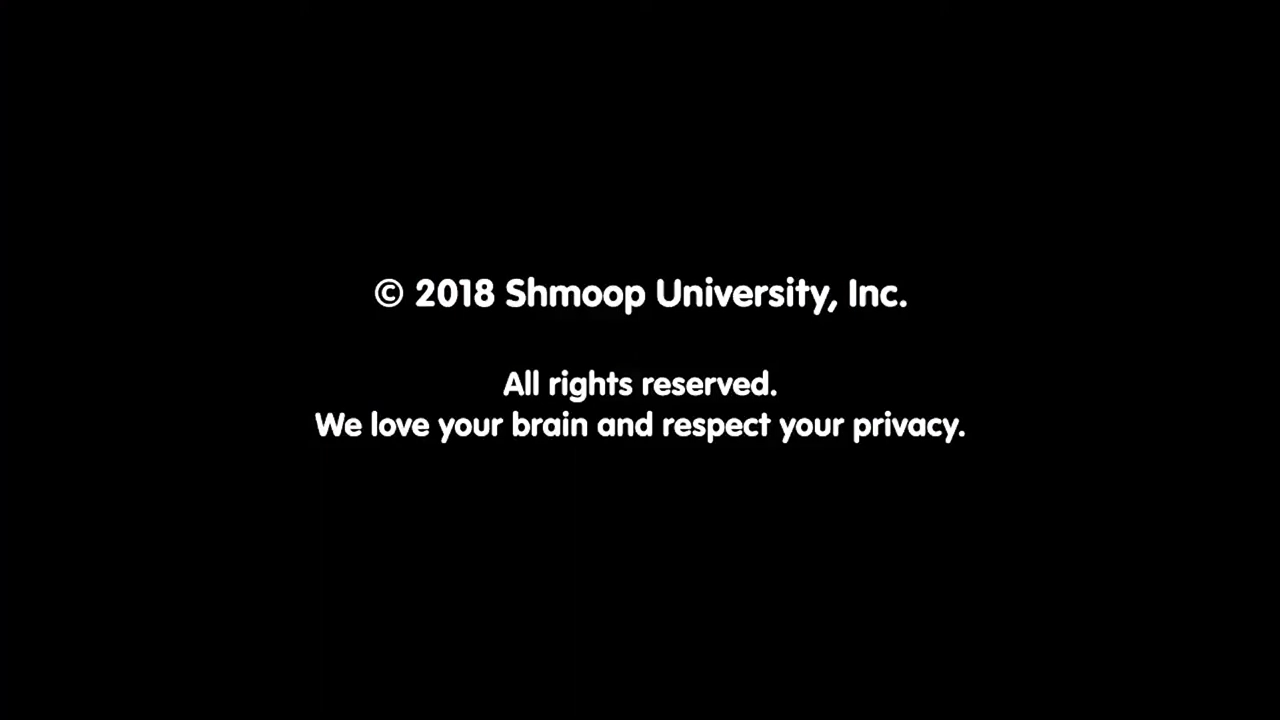 © 2018 Shmoop University, Inc.
All rights reserved.
We love your brain and respect your privacy.